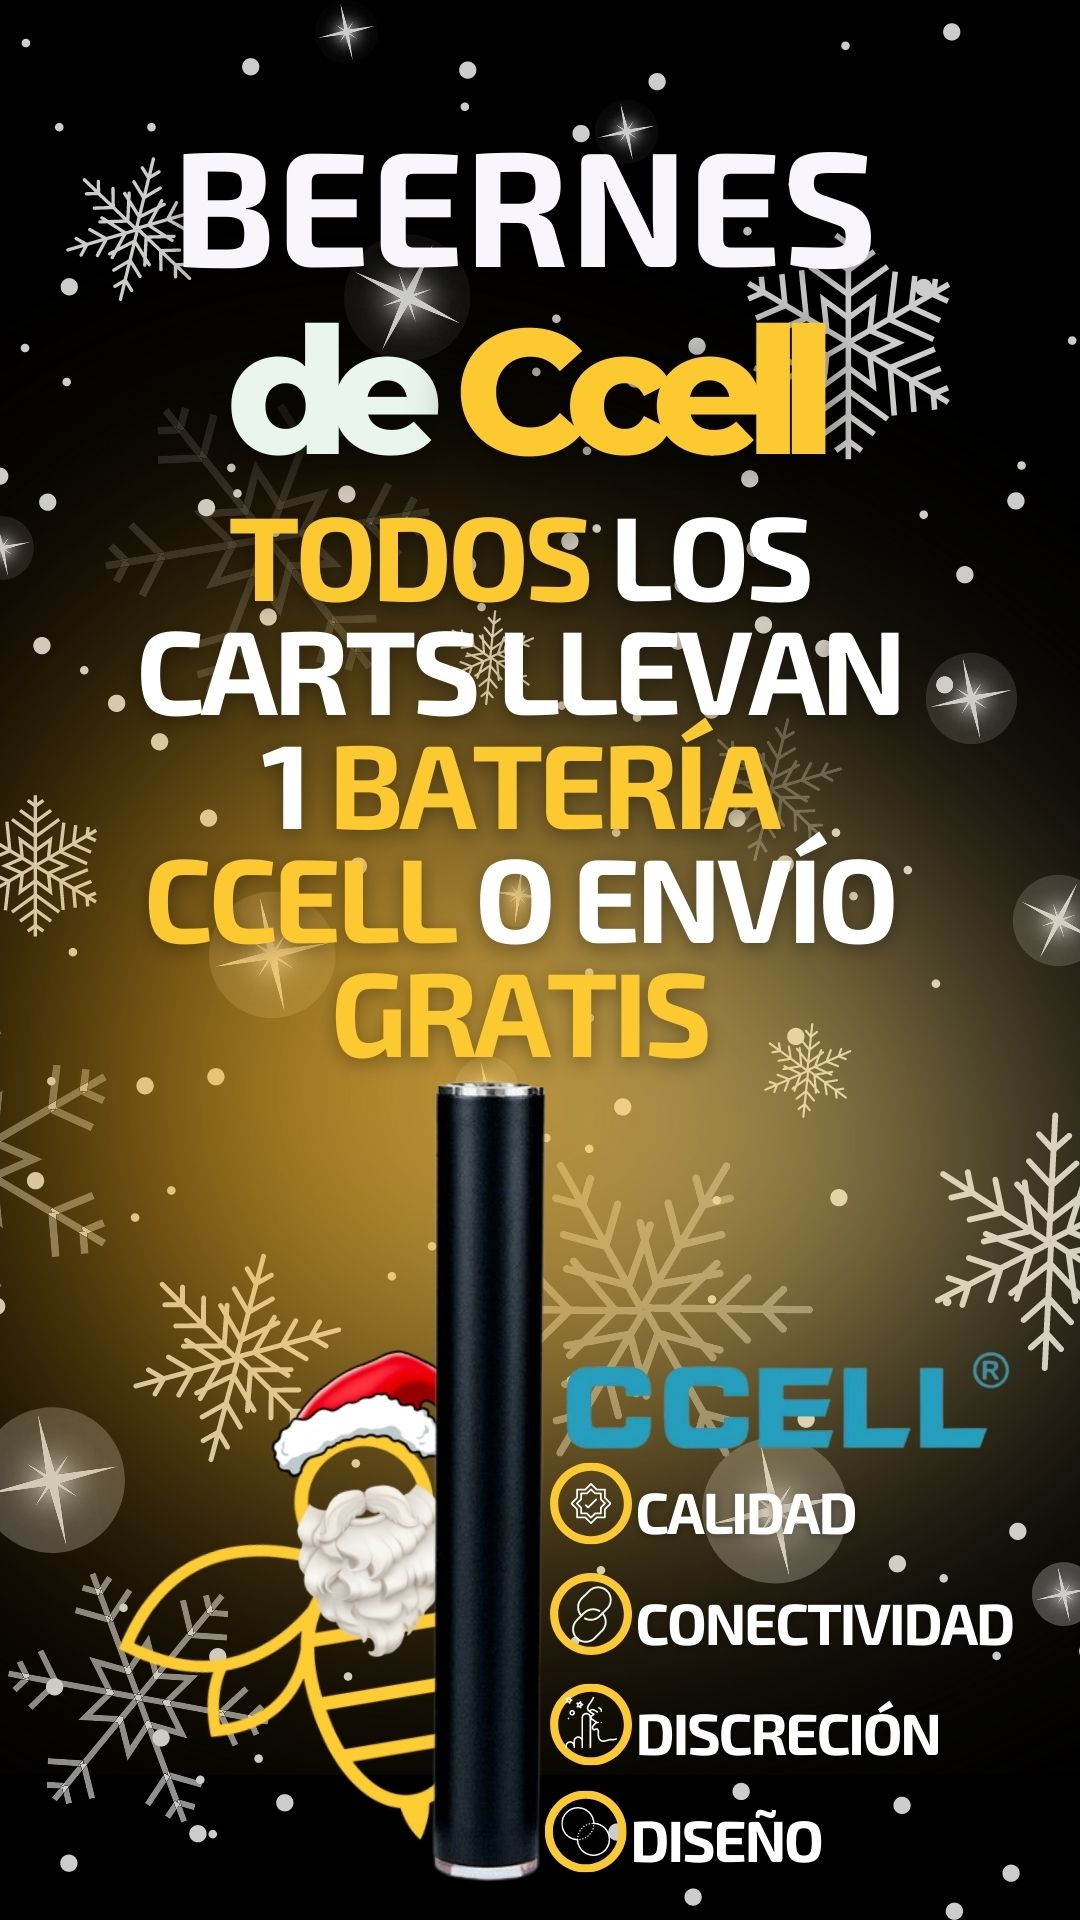 BEERNES
de Ccell
TODOS LOS
CARTS LLEVAN
1 BATERÍA
CCELL O ENVÍO
GRATIS
CCELL®
CALIDAD
CONECTIVIDAD
DISCRECIÓN
DISEÑO